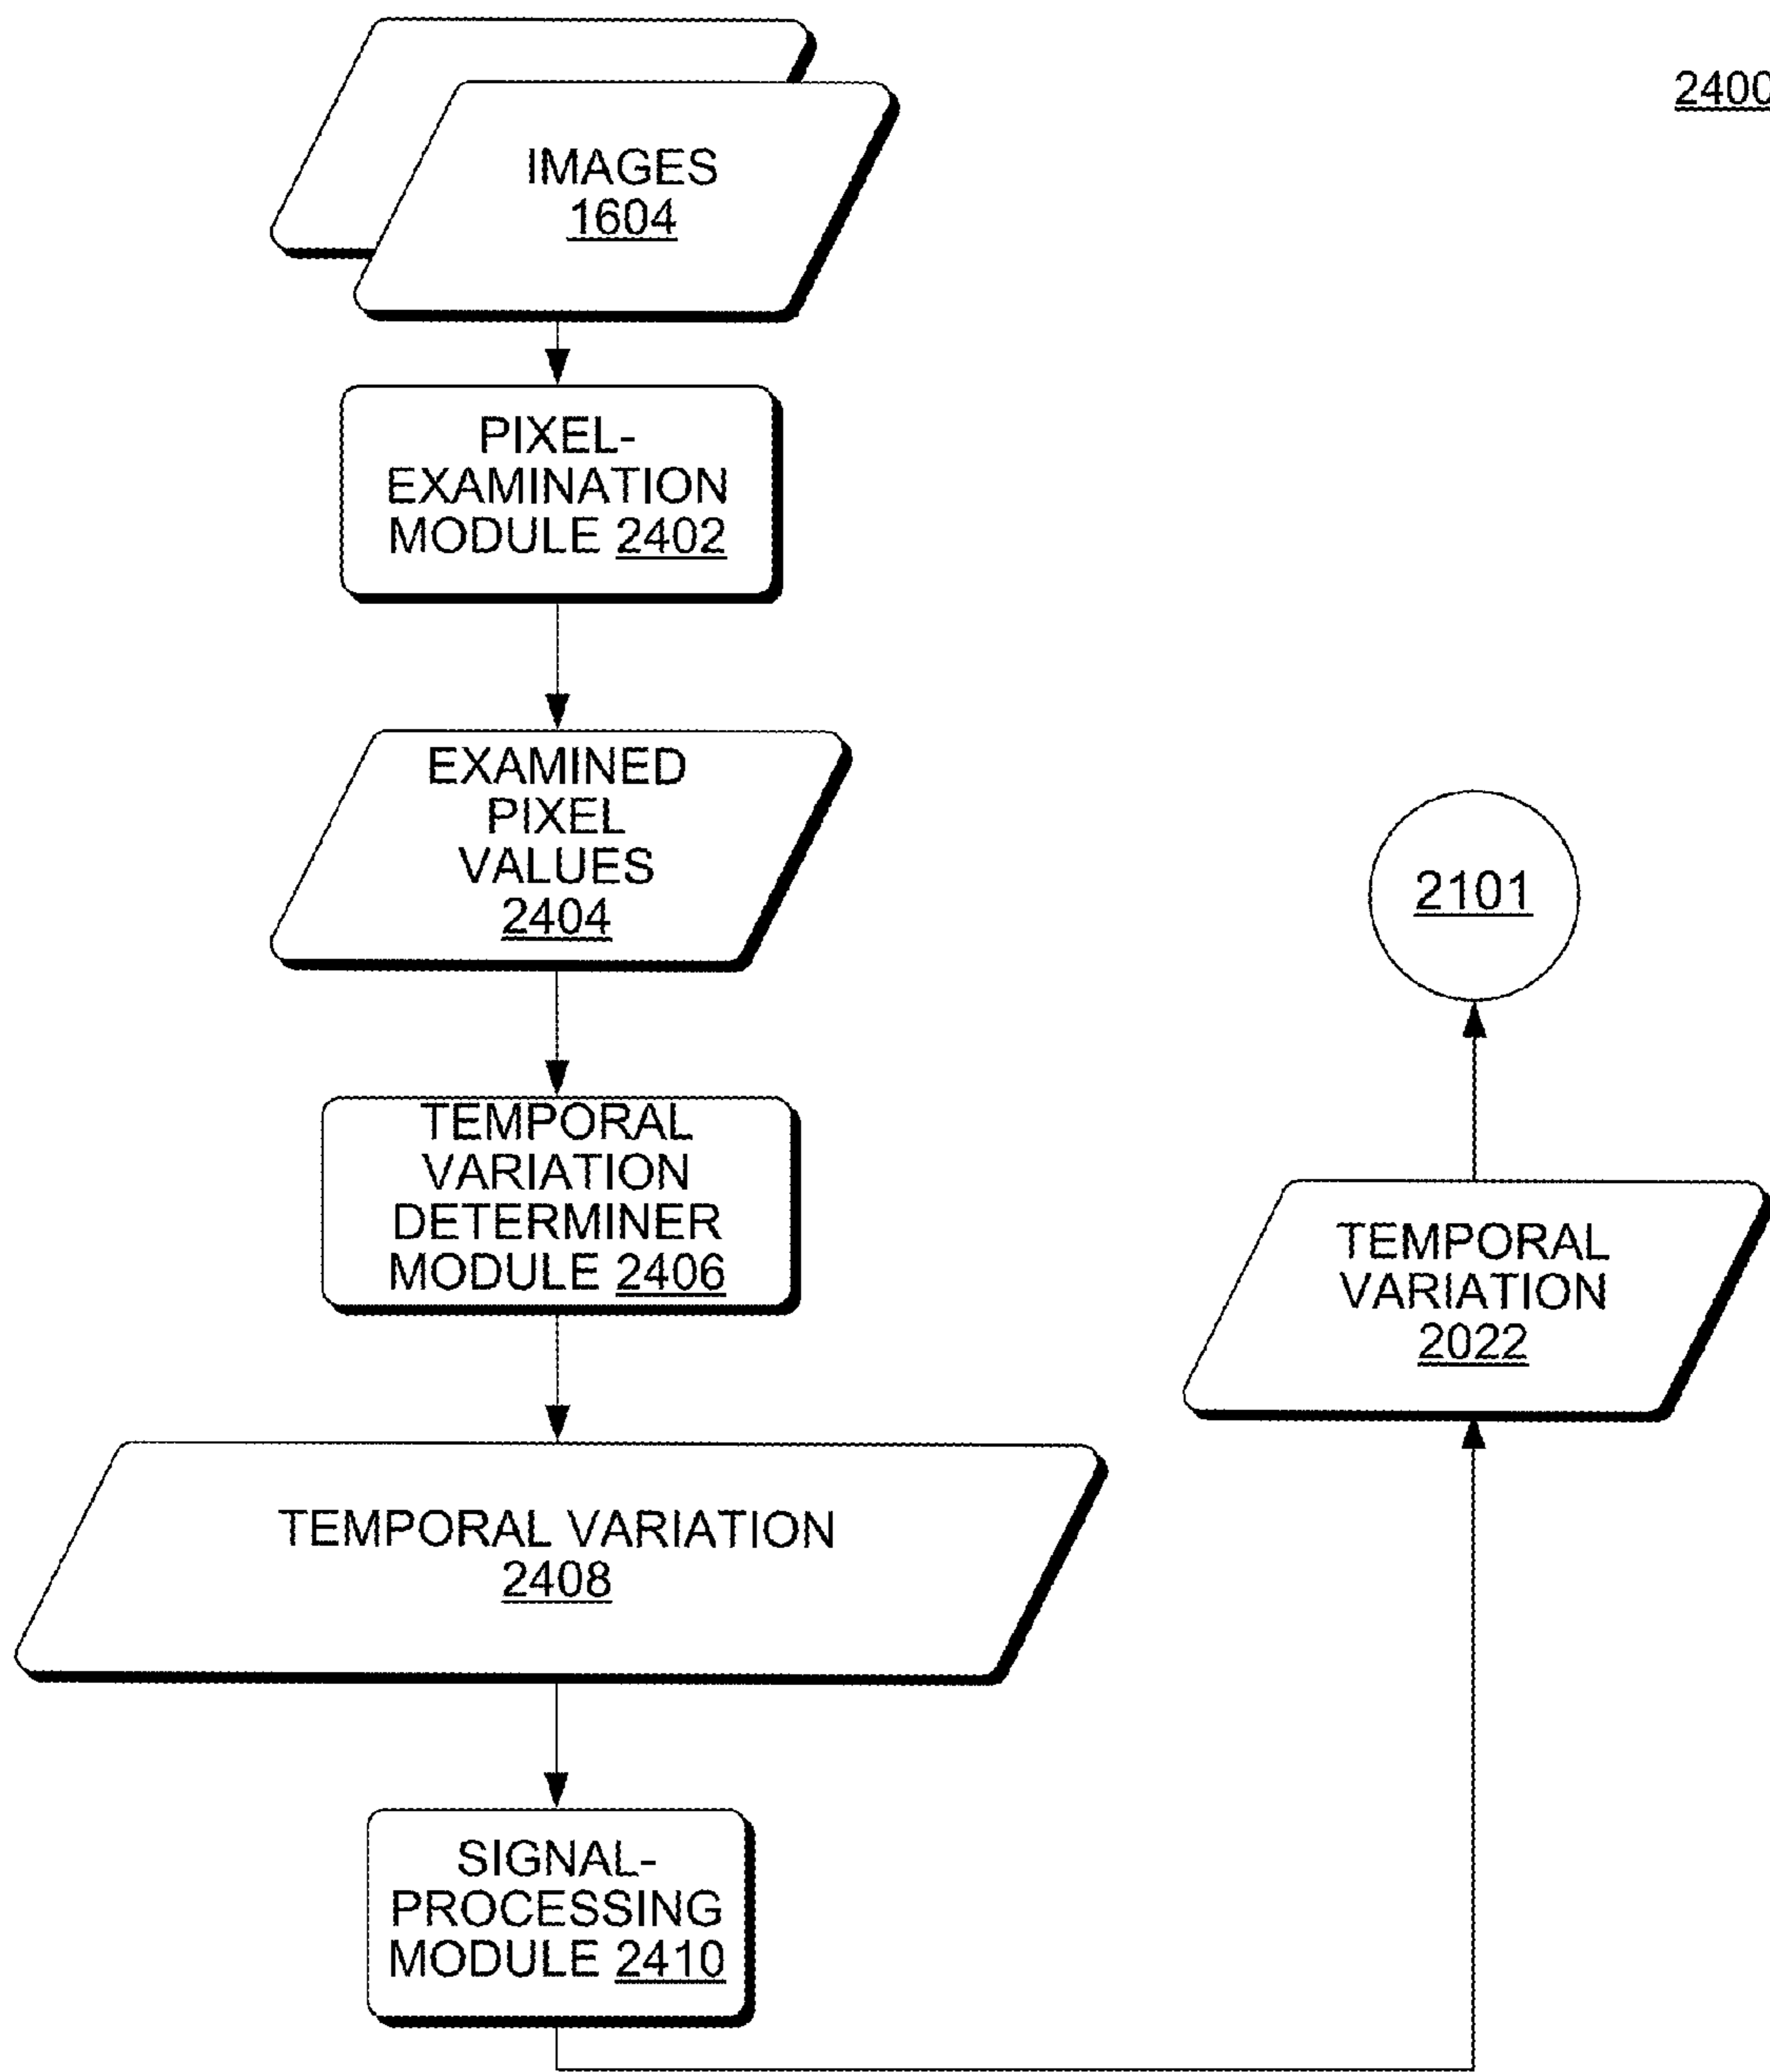 2400
IMAGES
1604
PIXEL-
EXAMINATION
MODULE 2402
EXAMINED
PIXEL
VALUES
2404
TEMPORAL
VARIATION
DETERMINER
MODULE 2406
TEMPORAL VARIATION
2408
SIGNAL-
PROCESSING
MODULE 2410
TEMPORAL
VARIATION
2022
2101